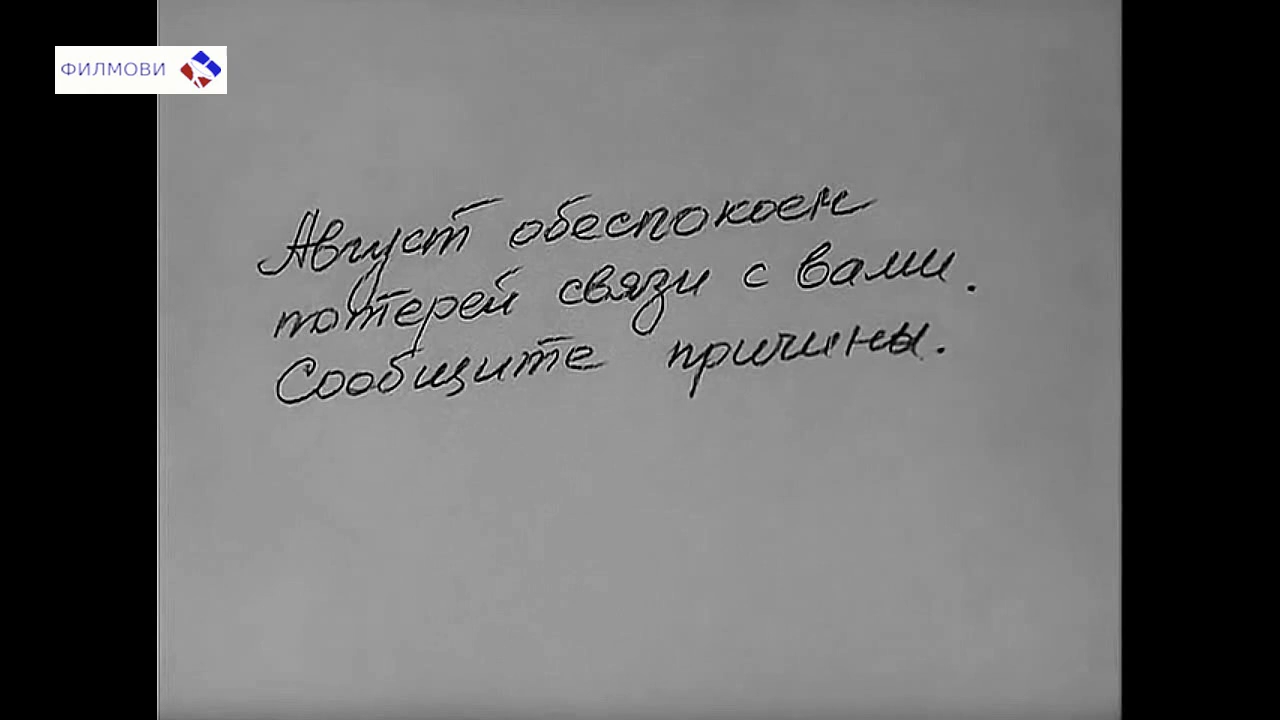 ФИЛМОВИ
Август обеспокоен
потерей связи с вами.
Сообщите причины.